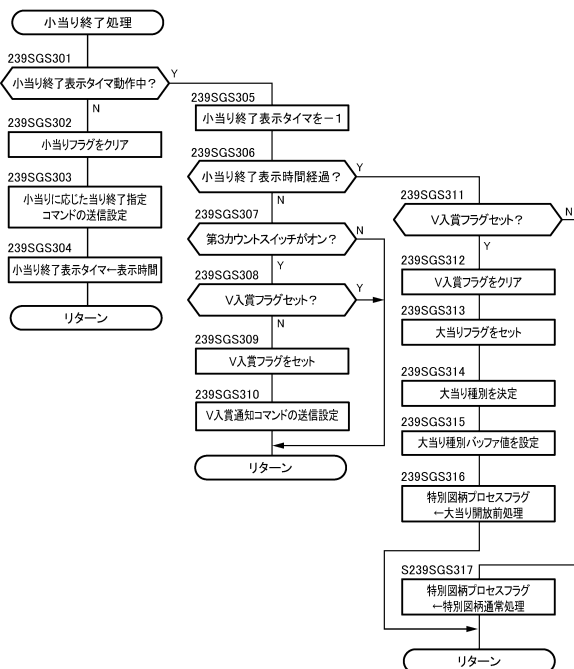 小当り終了処理
239SGS301
小当り終了表示タイマ動作中？
Y
N
239SGS302
小当りフラグをクリア
239SGS303
小当りに応じた当り終了指定
コマンドの送信設定
239SGS304
小当り終了表示タイマ←表示時間
リターン
239SGS305
小当り終了表示タイマを－1
239SGS306
小当り終了表示時間経過？
Y
N
239SGS307
第3カウントスイッチがオン？
N
Y
239SGS308
V入賞フラグセット？
Y
N
239SGS309
V入賞フラグをセット
239SGS310
V入賞通知コマンドの送信設定
リターン
239SGS311
V入賞フラグセット？
N
Y
239SGS312
V入賞フラグをクリア
239SGS313
大当りフラグをセット
239SGS314
大当り種別を決定
239SGS315
大当り種別バッファ値を設定
239SGS316
特別図柄プロセスフラグ
←大当り開放前処理
S239SGS317
特別図柄プロセスフラグ
←特別図柄通常処理
リターン